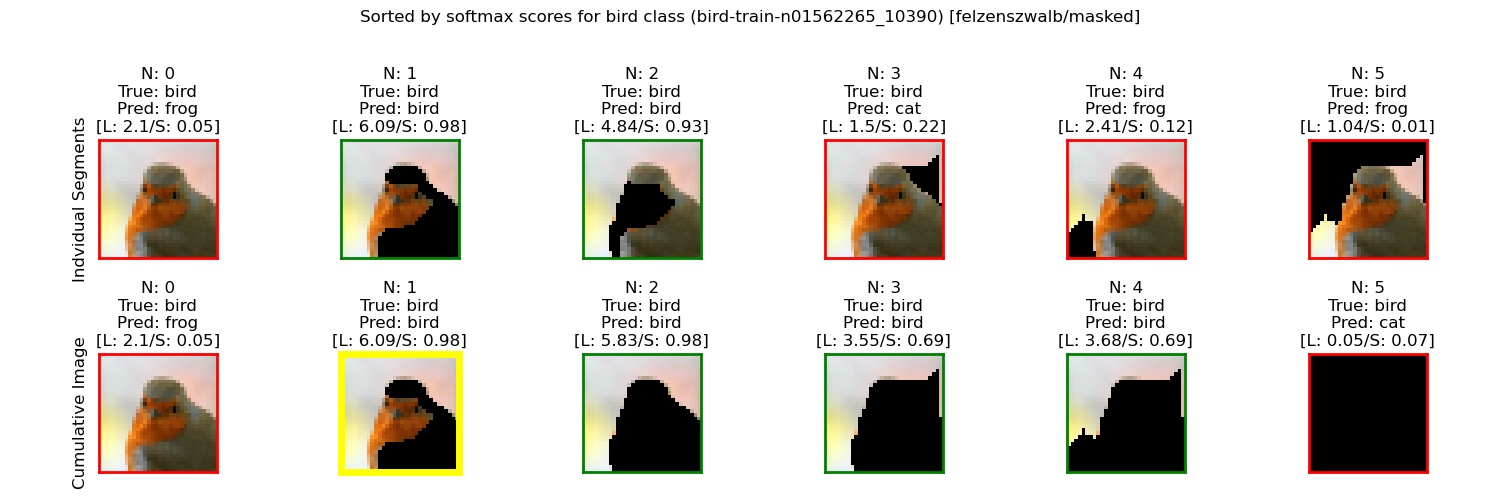 Sorted by softmax scores for bird class (bird-train-n01562265_10390) [felzenszwalb/masked]
Indvidual Segments
N: 0
True: bird
Pred: frog
[L: 2.1/S: 0.05]
N: 1
True: bird
Pred: bird
[L: 6.09/S: 0.98]
N: 2
True: bird
Pred: bird
[L: 4.84/S: 0.93]
N: 3
True: bird
Pred: cat
[L: 1.5/S: 0.22]
N: 4
True: bird
Pred: frog
[L: 2.41/S: 0.12]
N: 5
True: bird
Pred: frog
[L: 1.04/S: 0.01]
Cumulative Image
N: 0
True: bird
Pred: frog
[L: 2.1/S: 0.05]
N: 1
True: bird
Pred: bird
[L: 6.09/S: 0.98]
N: 2
True: bird
Pred: bird
[L: 5.83/S: 0.98]
N: 3
True: bird
Pred: bird
[L: 3.55/S: 0.69]
N: 4
True: bird
Pred: bird
[L: 3.68/S: 0.69]
N: 5
True: bird
Pred: cat
[L: 0.05/S: 0.07]